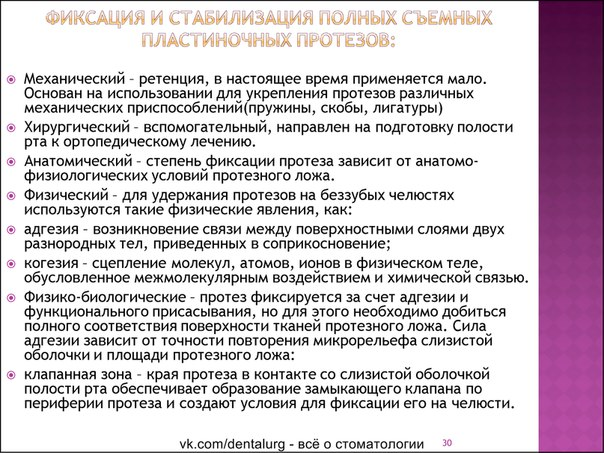 ФИКСАЦИЯ И СТАБИЛИЗАЦИЯ ПОЛНЫХ СЪЕМНЫХ
ПЛАСТИНОЧНЫХ ПРОТЕЗОВ:
Механический – ретенция, в настоящее время применяется мало.
Основан на использовании для укрепления протезов различных
механических приспособлений(пружины, скобы, лигатуры)
Хирургический – вспомогательный, направлен на подготовку полости
рта к ортопедическому лечению.
Анатомический – степень фиксации протеза зависит от анатомо-
физиологических условий протезного ложа.
Физический – для удержания протезов на беззубых челюстях
используются такие физические явления, как:
адгезия – возникновение связи между поверхностными слоями двух
разнородных тел, приведенных в соприкосновение;
когезия – сцепление молекул, атомов, ионов в физическом теле,
обусловленное межмолекулярным воздействием и химической связью.
Физико-биологические – протез фиксируется за счет адгезии и
функционального присасывания, но для этого необходимо добиться
полного соответствия поверхности тканей протезного ложа. Сила
адгезии зависит от точности повторения микрорельефа слизистой
оболочки и площади протезного ложа:
клапанная зона – края протеза в контакте со слизистой оболочкой
полости рта обеспечивает образование замыкающего клапана по
периферии протеза и создают условия для фиксации его на челюсти.
vk.com/dentalurg - всё о стоматологии 30